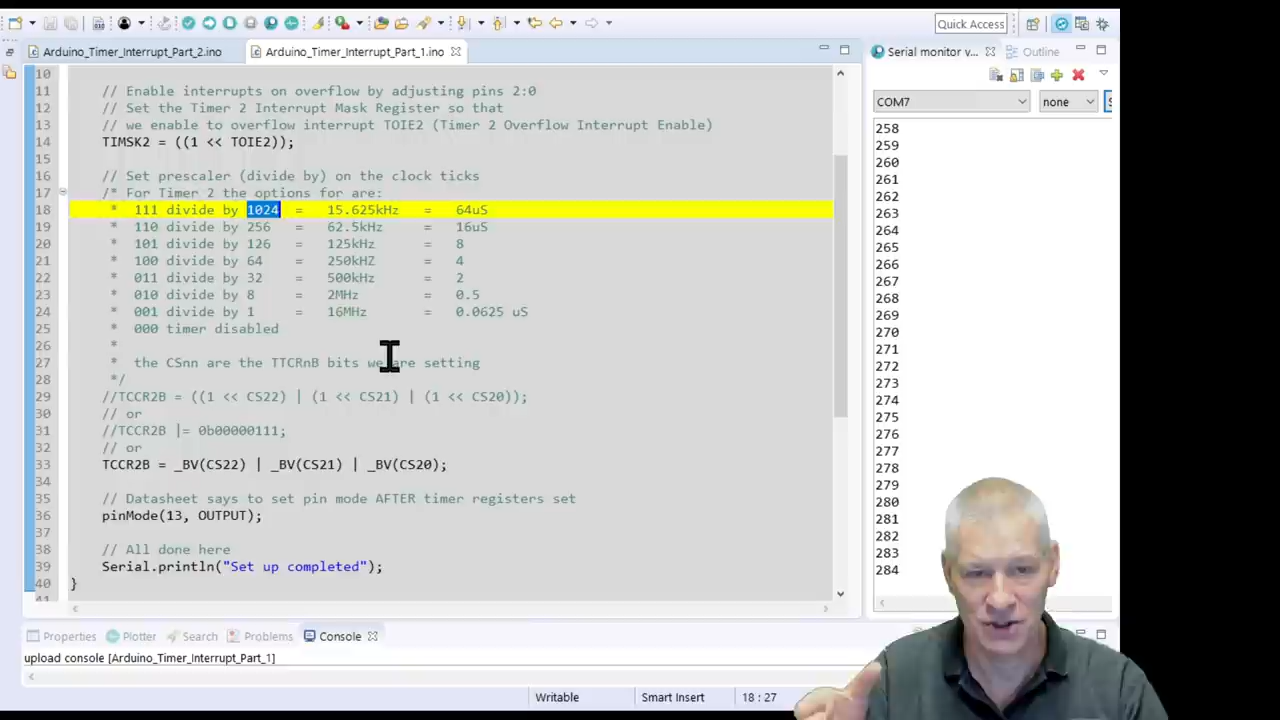 Quick Access
Arduino_Timer_Interrupt_Part_2.ino
Arduino_Timer_Interrupt_Part_1.ino
10
11 // Enable interrupts on overflow by adjusting pins 2:0
12 // Set the Timer 2 Interrupt Mask Register so that
13 // we enable to overflow interrupt TOIE2 (Timer 2 Overflow Interrupt Enable)
14 TIMSK2 = ((1 << TOIE2));
15
16 // Set prescaler (divide by) on the clock ticks
17 /* For Timer 2 the options for are:
18 * 111 divide by 1024 = 15.625kHz = 64uS
19 * 110 divide by 256 = 62.5kHz = 16uS
20 * 101 divide by 126 = 125kHz = 8
21 * 100 divide by 64 = 250kHZ = 4
22 * 011 divide by 32 = 500kHz = 2
23 * 010 divide by 8 = 2MHz = 0.5
24 * 001 divide by 1 = 16MHz = 0.0625 uS
25 * 000 timer disabled
26 *
27 * the CSnn are the TTCRnB bits we are setting
28 */
29 //TCCR2B = ((1 << CS22) | (1 << CS21) | (1 << CS20));
30 // or
31 //TCCR2B |= 0b00000111;
32 // or
33 TCCR2B = _BV(CS22) | _BV(CS21) | _BV(CS20);
34
35 // Datasheet says to set pin mode AFTER timer registers set
36 pinMode(13, OUTPUT);
37
38 // All done here
39 Serial.println("Set up completed");
40 }
41
Serial monitor v...
Outline
COM7
none
258
259
260
261
262
263
264
265
266
267
268
269
270
271
272
273
274
275
276
277
278
279
280
281
282
283
284
Properties
Plotter
Search
Problems
Console
upload console [Arduino_Timer_Interrupt_Part_1]
Writable
Smart Insert
18 : 27